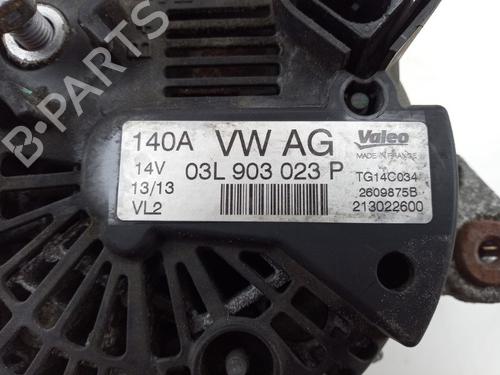 140A VW AG Valeo
MADE IN FRANCE
14V 03L 903 023 P TG14C034
13/13 2609875B
VL2 213022600
B-PARTS